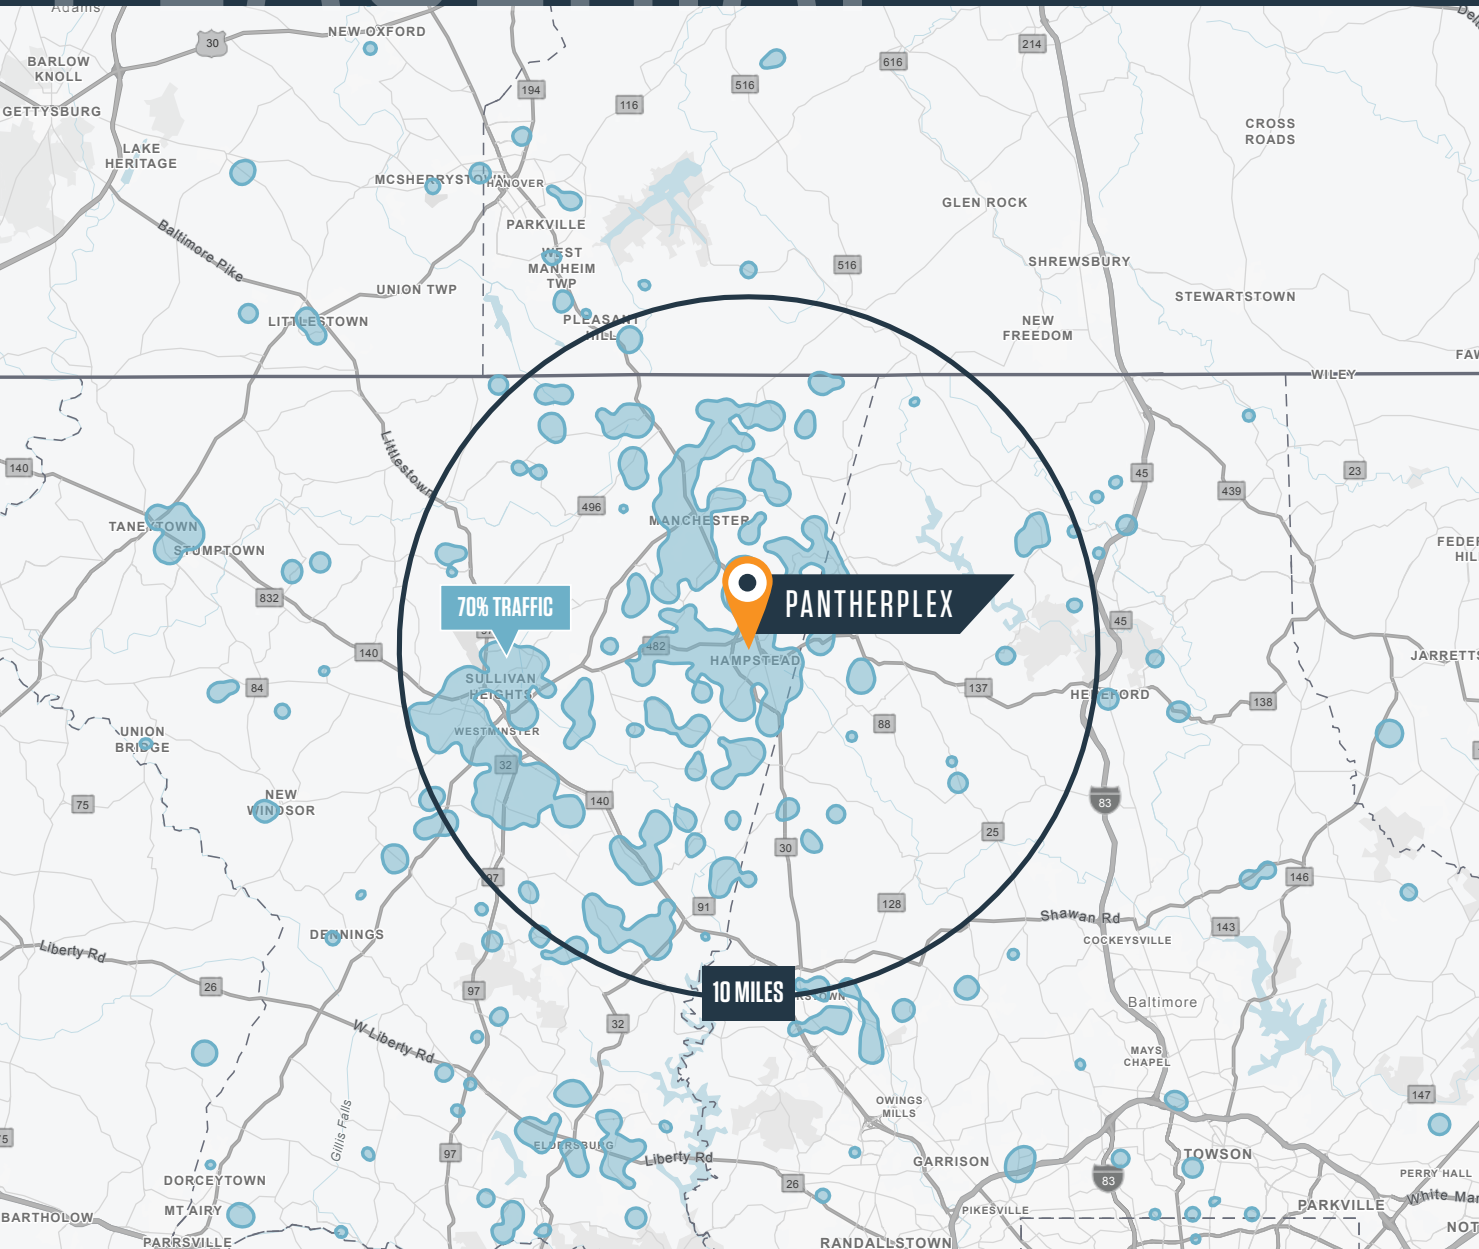 Adams
NEW OXFORD
30
BARLOW
KNOLL
GETTYSBURG
LAKE
HERITAGE
194
116
516
616
214
CROSS
ROADS
MCSHERRYSTOWN
HANOVER
PARKVILLE
WEST
MANHEIM
TWP
GLEN ROCK
Baltimore Pike
516
SHREWSBURY
UNION TWP
STEWARTSTOWN
LITTLESTOWN
PLEASANT
HILL
NEW
FREEDOM
WILEY
Littlestown
140
45
439
23
496
TANEYTOWN
MANCHESTER
STUMPTOWN
832
70% TRAFFIC
PANTHERPLEX
45
140
482
HAMPSTEAD
SULLIVAN
HEIGHTS
84
137
HEREFORD
138
88
UNION
BRIDGE
WESTMINSTER
32
75
NEW
WINDSOR
140
83
25
30
97
146
91
128
Shawan Rd
143
DENNINGS
COCKEYSVILLE
Liberty Rd
26
97
10 MILES
Baltimore
32
W Liberty Rd
MAYS
CHAPEL
OWINGS
MILLS
147
Gillis Falls
ELDERSBURG
97
Liberty Rd
GARRISON
TOWSON
83
26
DORCEYTOWN
PERRY HALL
MT AIRY
PIKESVILLE
PARKVILLE
BARTHOLOW
PARRSVILLE
RANDALLSTOWN